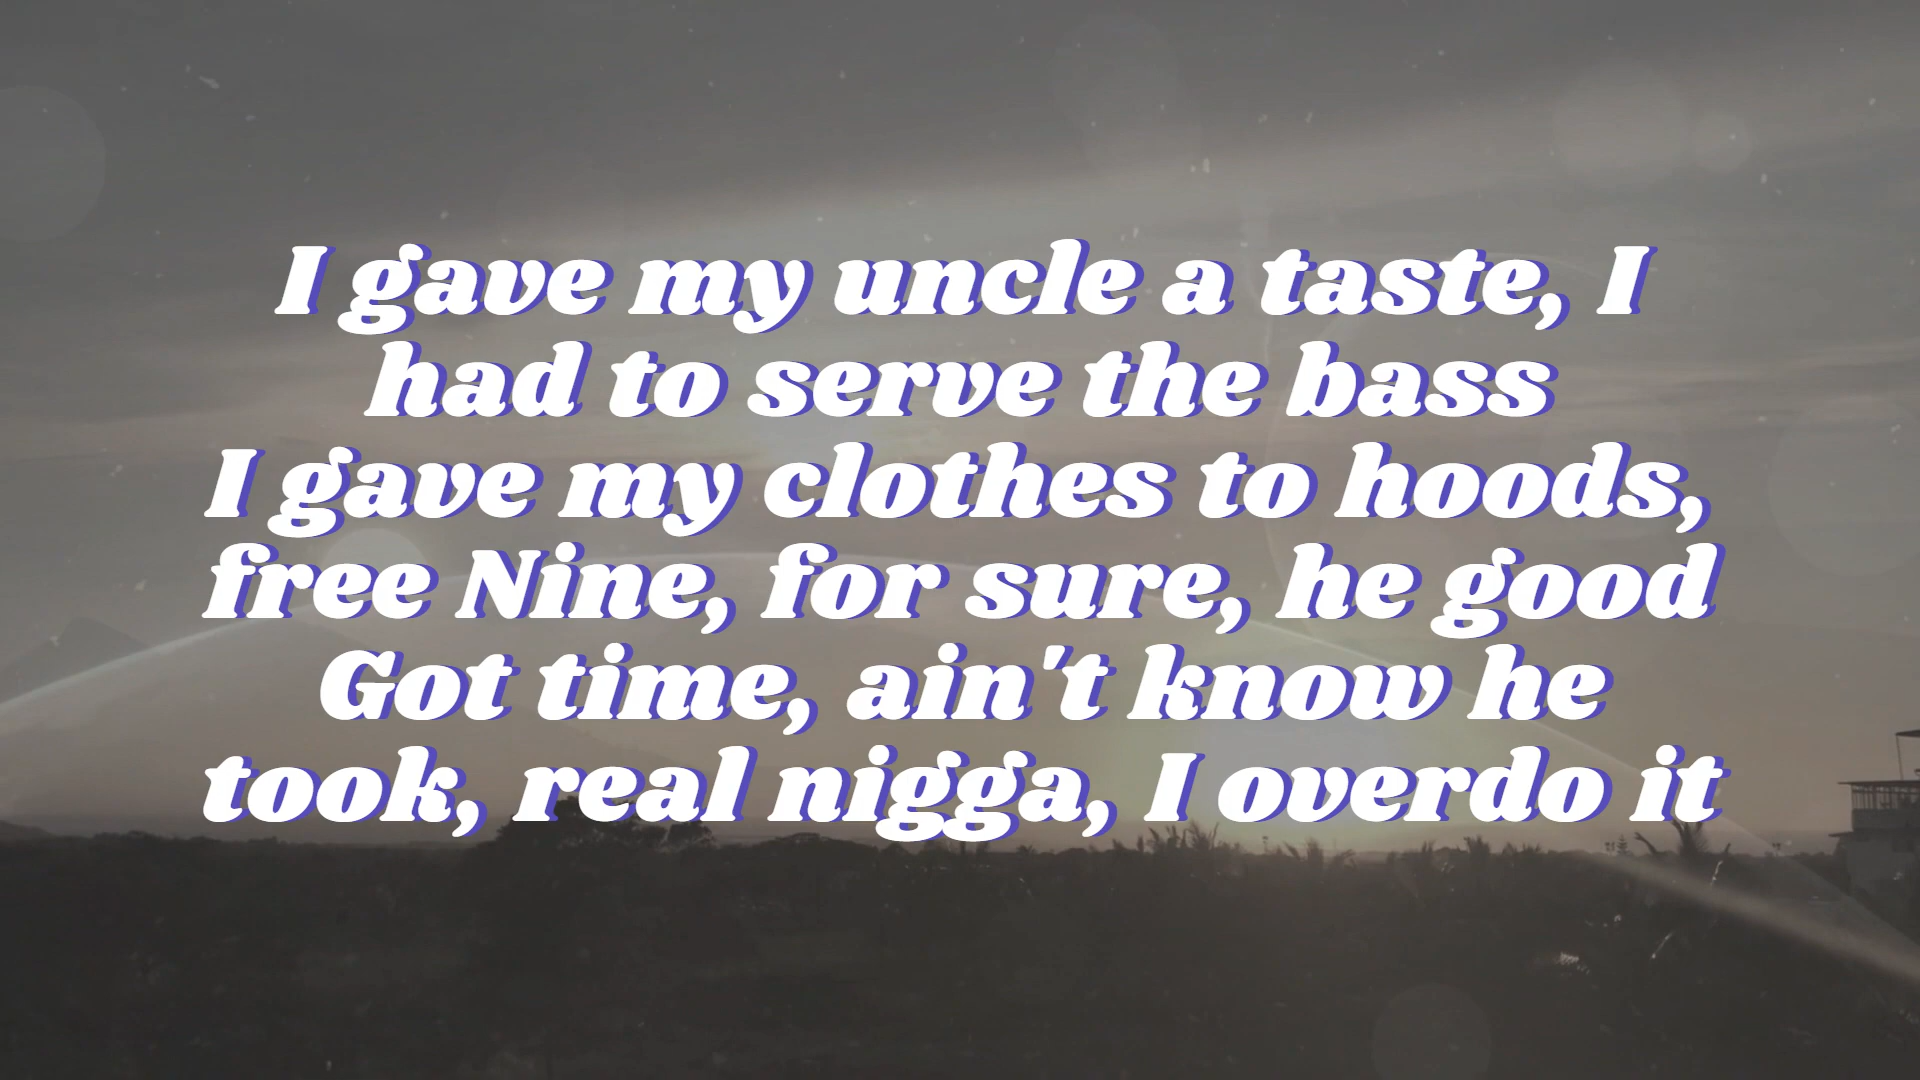 I gave my uncle a taste, I
had to serve the bass
I gave my clothes to hoods,
free Nine, for sure, he good
Got time, ain't know he
took, real nigga, I overdo it